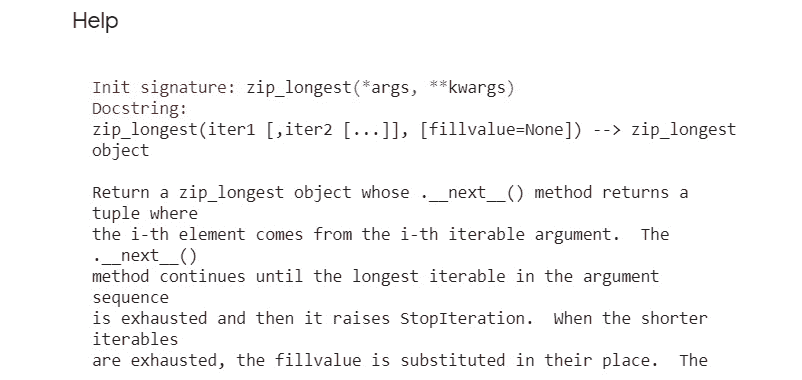 Help
Init signature: zip_longest(*args, **kwargs)
Docstring:
zip_longest(iter1 [,iter2 [...]], [fillvalue=None]) --> zip_longest
object
Return a zip_longest object whose .__next__() method returns a
tuple where
the i-th element comes from the i-th iterable argument.  The
.__next__()
method continues until the longest iterable in the argument
sequence
is exhausted and then it raises StopIteration.  When the shorter
iterables
are exhausted, the fillvalue is substituted in their place.  The